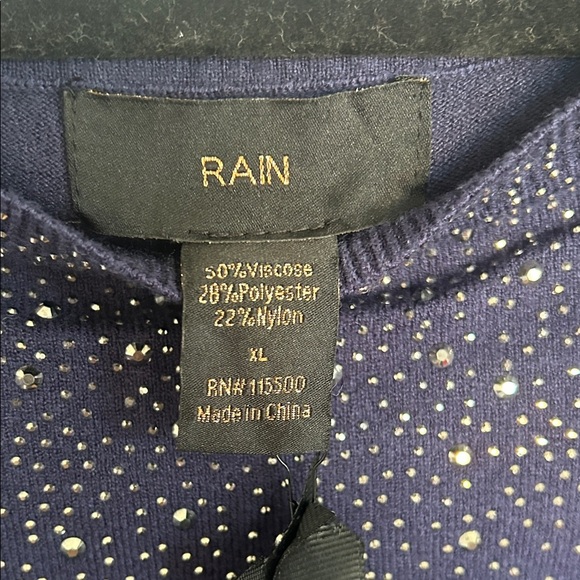 RAIN
50%Viscose
28%Polyester
22%Nylon
XL
RN#115500
Made in China